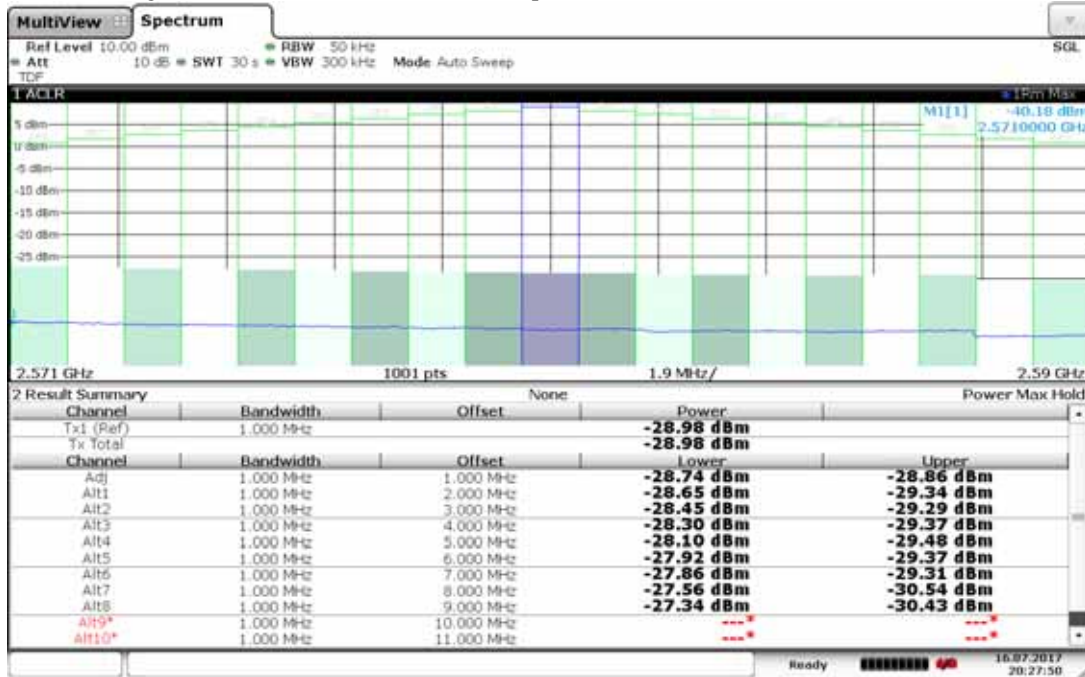 MultiView Spectrum
Ref Level 10.00 dBm RBW 50 kHz SGL
Att 10 dB SWT 30 s VBW 300 kHz Mode Auto Sweep
TDF
1 ACLR 1Rm Max
M1[1] -40.18 dBm
2.5710000 GHz
5 dBm
0 dBm
-5 dBm
-10 dBm
-15 dBm
-20 dBm
-25 dBm
2.571 GHz 1001 pts 1.9 MHz/ 2.59 GHz
2 Result Summary None Power Max Hold
Channel Bandwidth Offset Power
Tx1 (Ref) 1.000 MHz -28.98 dBm
Tx Total -28.98 dBm
Channel Bandwidth Offset Lower Upper
Adj 1.000 MHz 1.000 MHz -28.74 dBm -28.86 dBm
Alt1 1.000 MHz 2.000 MHz -28.65 dBm -29.34 dBm
Alt2 1.000 MHz 3.000 MHz -28.45 dBm -29.29 dBm
Alt3 1.000 MHz 4.000 MHz -28.30 dBm -29.37 dBm
Alt4 1.000 MHz 5.000 MHz -28.10 dBm -29.48 dBm
Alt5 1.000 MHz 6.000 MHz -27.92 dBm -29.37 dBm
Alt6 1.000 MHz 7.000 MHz -27.86 dBm -29.31 dBm
Alt7 1.000 MHz 8.000 MHz -27.56 dBm -30.54 dBm
Alt8 1.000 MHz 9.000 MHz -27.34 dBm -30.43 dBm
Alt9* 1.000 MHz 10.000 MHz ---* ---*
Alt10* 1.000 MHz 11.000 MHz ---* ---*
Ready 16.07.2017
20:27:50